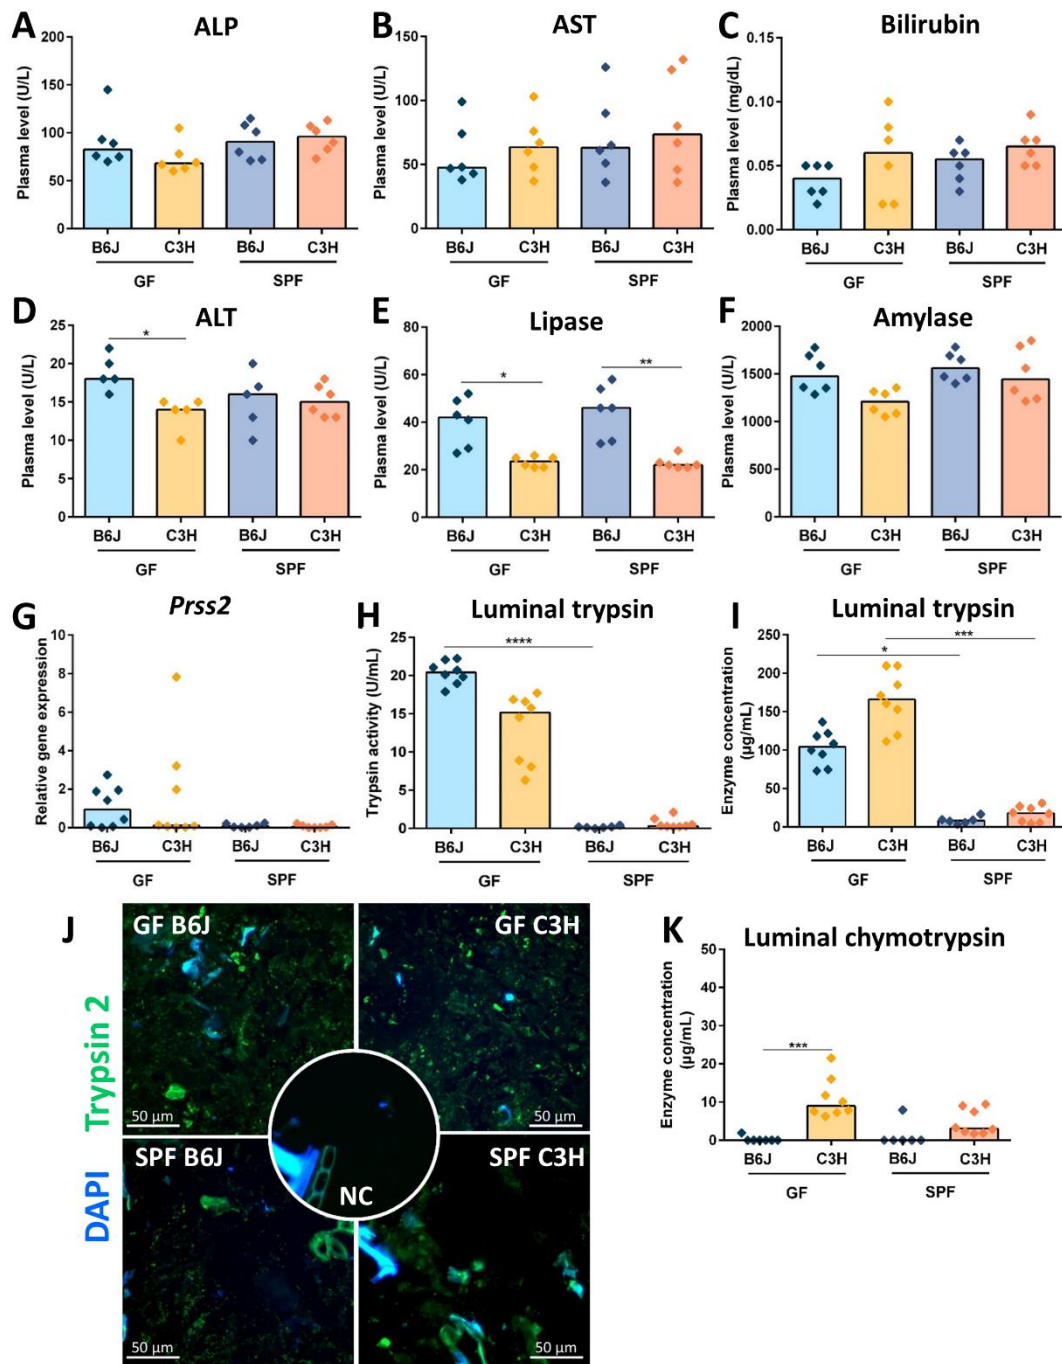 A
ALP
Plasma level (U/L)
200
150
100
50
0
B6J
C3H
B6J
C3H
GF
SPF
B
AST
Plasma level (U/L)
150
100
50
0
B6J
C3H
B6J
C3H
GF
SPF
C
Bilirubin
Plasma level (mg/dL)
0.15
0.10
0.05
0.00
B6J
C3H
B6J
C3H
GF
SPF
D
ALT
Plasma level (U/L)
25
20
15
10
5
0
*
B6J
C3H
B6J
C3H
GF
SPF
E
Lipase
Plasma level (U/L)
80
60
40
20
0
*
**
B6J
C3H
B6J
C3H
GF
SPF
F
Amylase
Plasma level (U/L)
2000
1500
1000
500
0
B6J
C3H
B6J
C3H
GF
SPF
G
Prss2
Relative gene expression
10
8
6
4
2
0
B6J
C3H
B6J
C3H
GF
SPF
H
Luminal trypsin
Trypsin activity (U/mL)
25
20
15
10
5
0
****
B6J
C3H
B6J
C3H
GF
SPF
I
Luminal trypsin
Enzyme concentration
(µg/mL)
250
200
150
100
50
0
***
*
B6J
C3H
B6J
C3H
GF
SPF
J
Trypsin 2
DAPI
GF B6J
50 µm
GF C3H
50 µm
SPF B6J
50 µm
SPF C3H
50 µm
NC
K
Luminal chymotrypsin
Enzyme concentration
(µg/mL)
50
40
30
20
10
0
***
B6J
C3H
B6J
C3H
GF
SPF